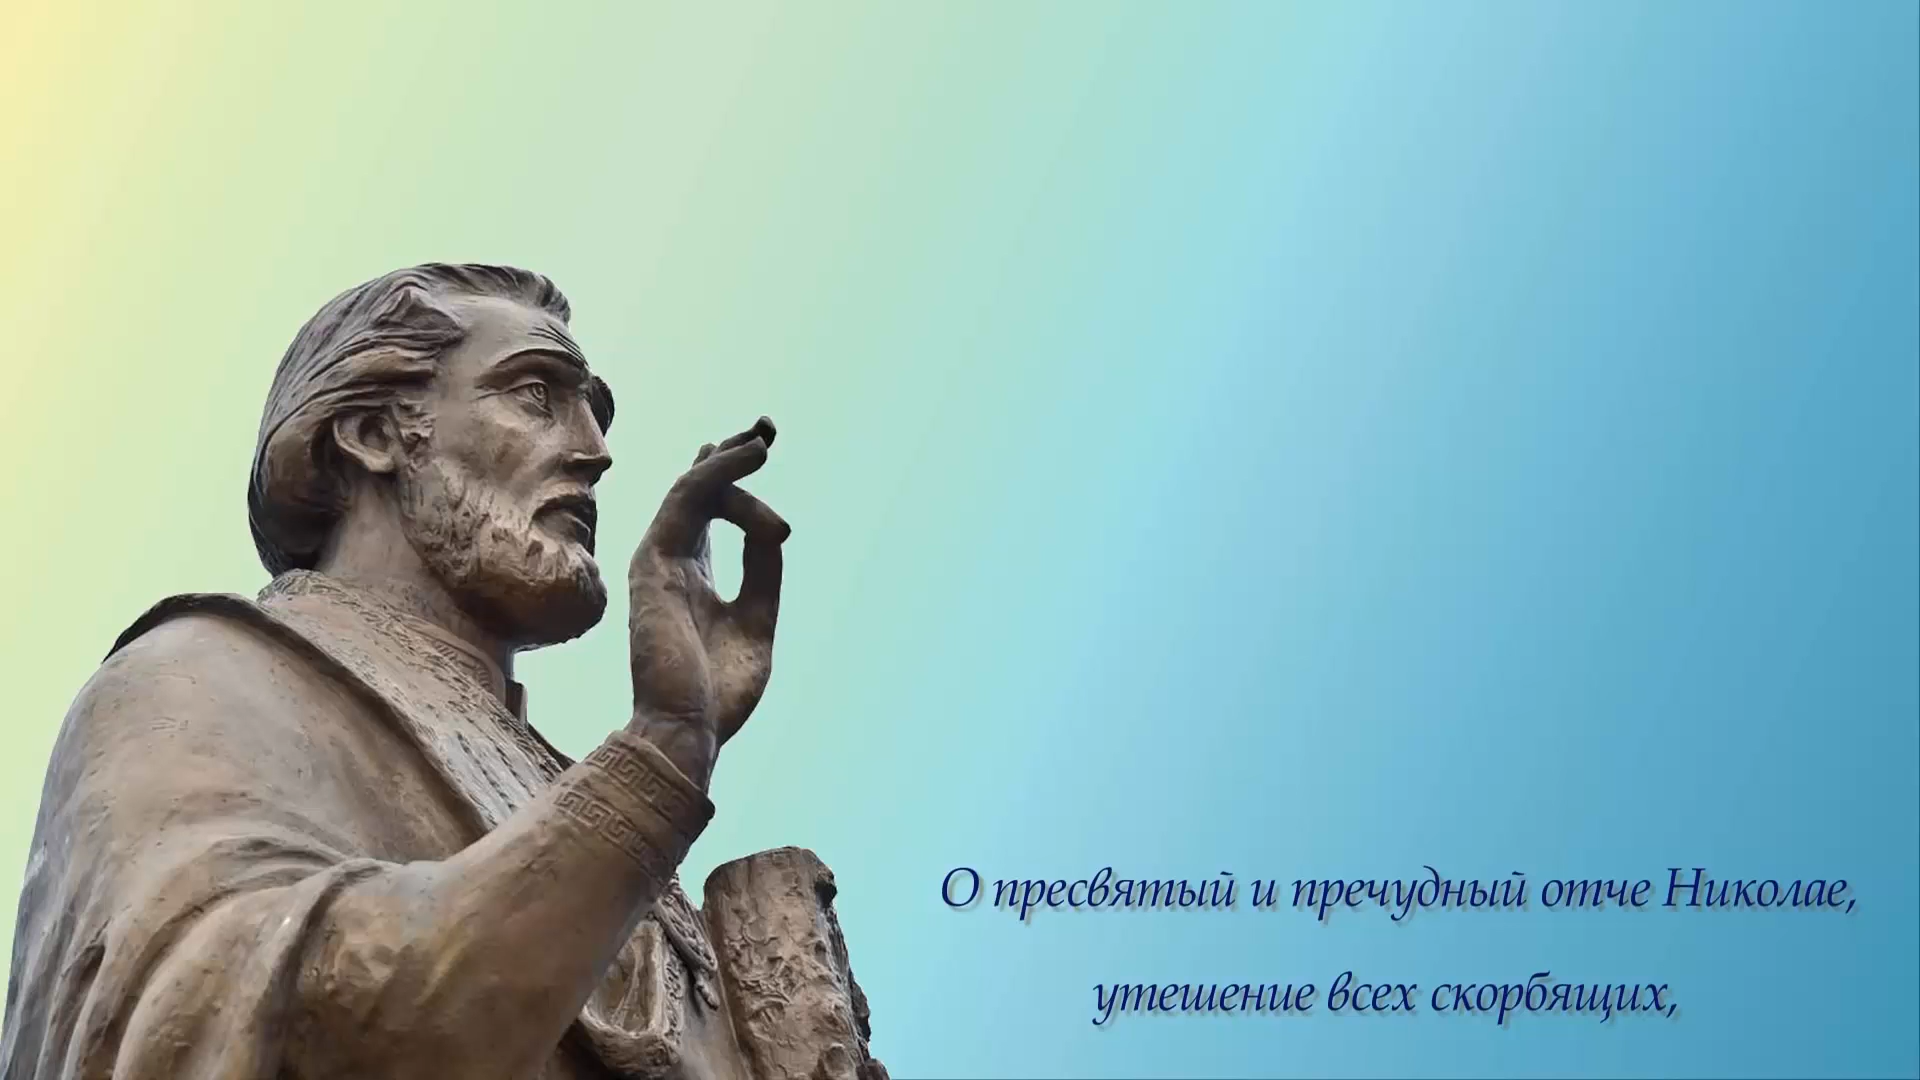 О пресвятый и пречудный отче Николае,
утешение всех скорбящих,